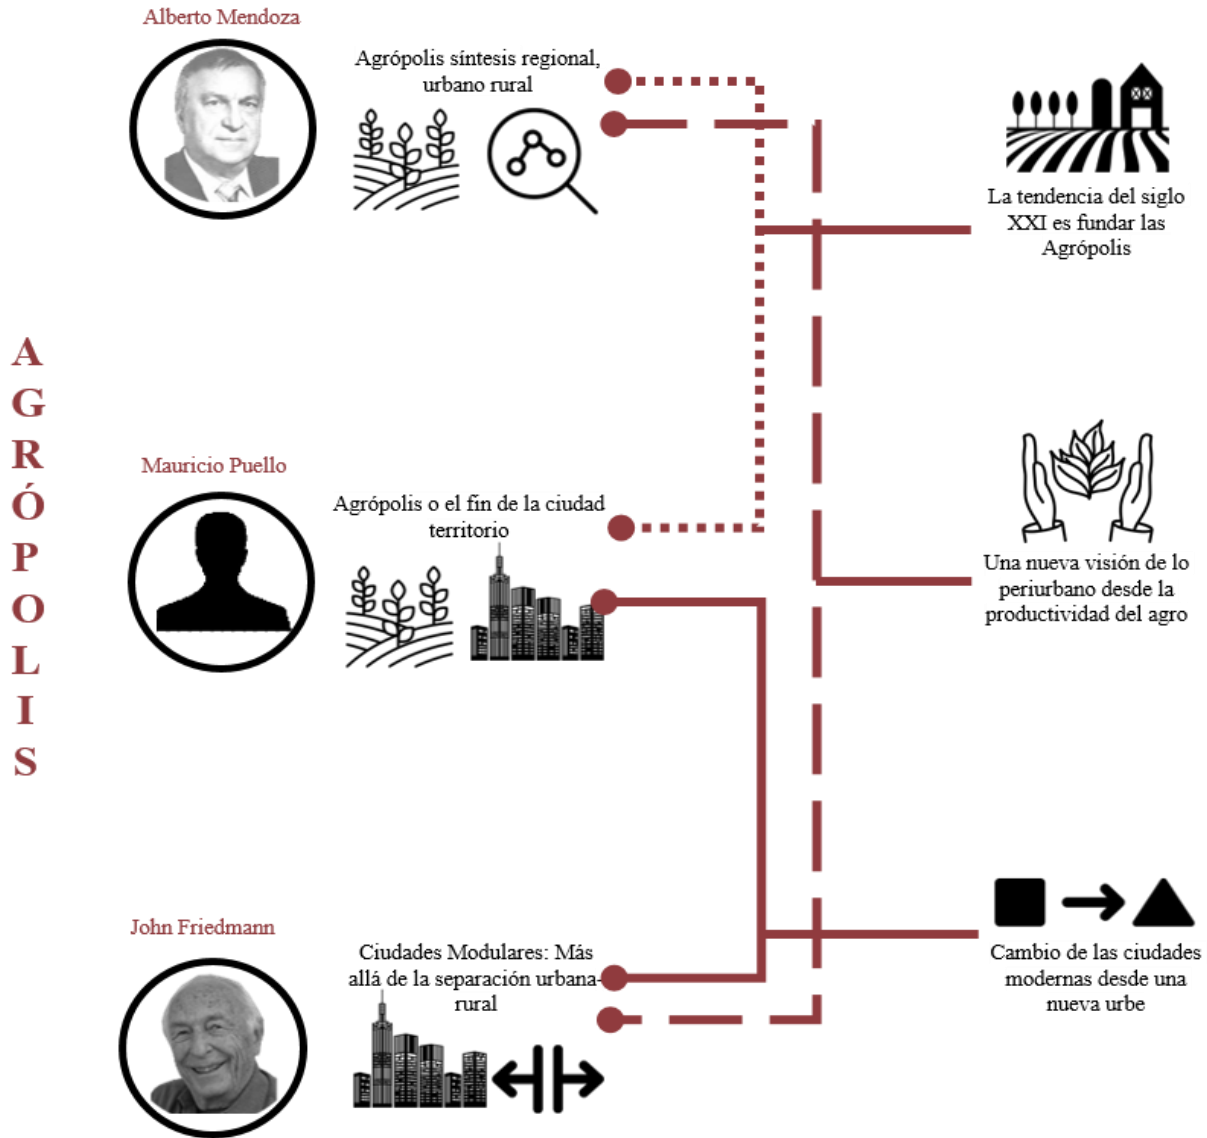 AGRÓPOLIS
Alberto Mendoza
Agrópolis síntesis regional,
urbano rural
La tendencia del siglo
XXI es fundar las
Agrópolis
Mauricio Puello
Agrópolis o el fín de la ciudad
territorio
Una nueva visión de lo
periurbano desde la
productividad del agro
John Friedmann
Ciudades Modulares: Más
allá de la separación urbana-
rural
Cambio de las ciudades
modernas desde una
nueva urbe